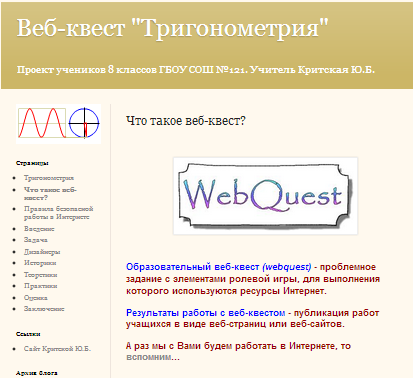 Веб-квест "Тригонометрия"
Проект учеников 8 классов ГБОУ СОШ №121. Учитель Критская Ю.Б.
Страницы
Тригонометрия
Что такое веб-
квест?
Правила безопасной
работы в Интернете
Введение
Задача
Дизайнеры
Историки
Теоретики
Практики
Оценка
Заключение
Ссылки
Сайт Критской Ю.Б.
Архив блога
Что такое веб-квест?
WebQuest
Образовательный веб-квест (webquest) - проблемное
задание c элементами ролевой игры, для выполнения
которого используются ресурсы Интернет.
Результаты работы с веб-квестом - публикация работ
учащихся в виде веб-страниц или веб-сайтов.
А раз мы с Вами будем работать в Интернете, то
вспомним...